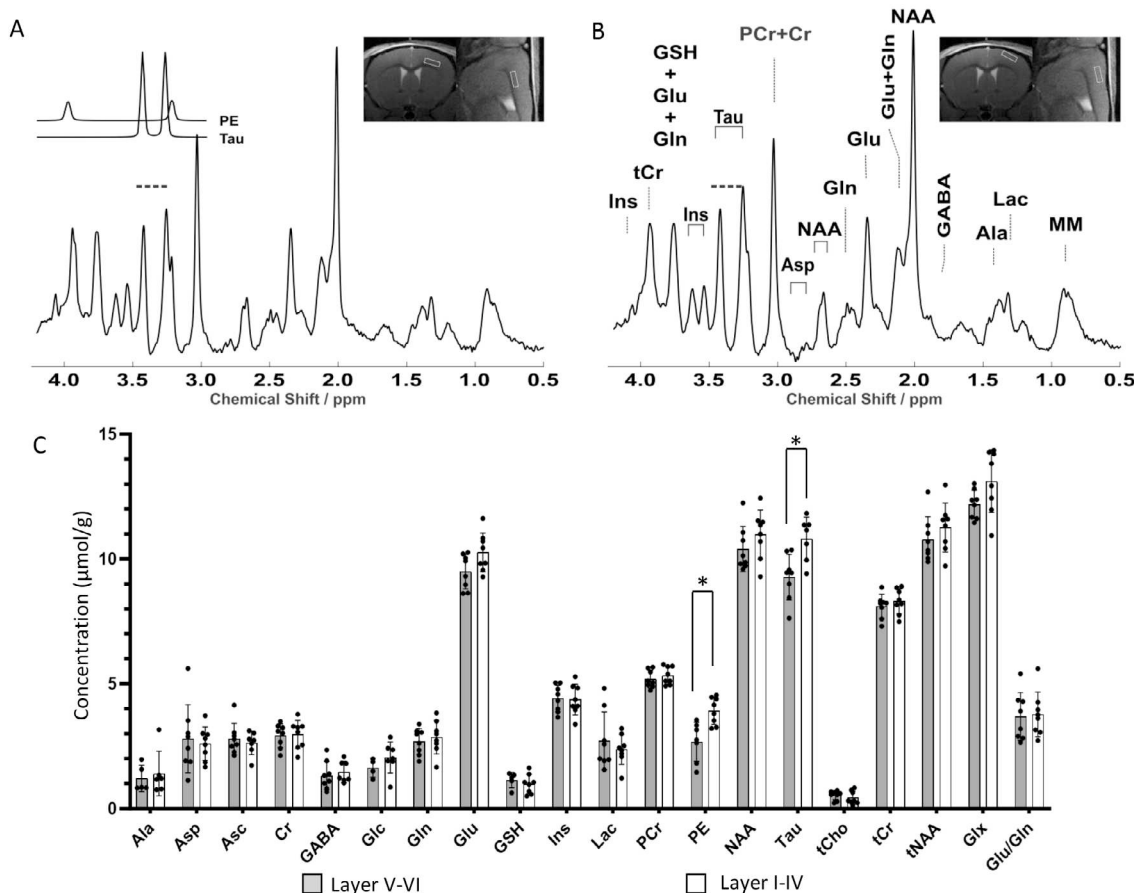 A
PE
Tau
4.0 3.5 3.0 2.5 2.0 1.5 1.0 0.5
Chemical Shift / ppm
B
NAA
PCr+Cr
GSH
+
Glu
+
Gln
Glu+Gln
Tau
Glu
tCr
Gln
GABA
Ins
Ins
Lac
NAA
Ala
MM
Asp
4.0 3.5 3.0 2.5 2.0 1.5 1.0 0.5
Chemical Shift / ppm
C
Concentration (µmol/g)
15
10
5
0
*
*
Ala Asp Asc Cr GABA Glc Gln Glu GSH Ins Lac PCr PE NAA Tau tCho tCr tNAA Glx Glu/Gln
Layer V-VI
Layer I-IV